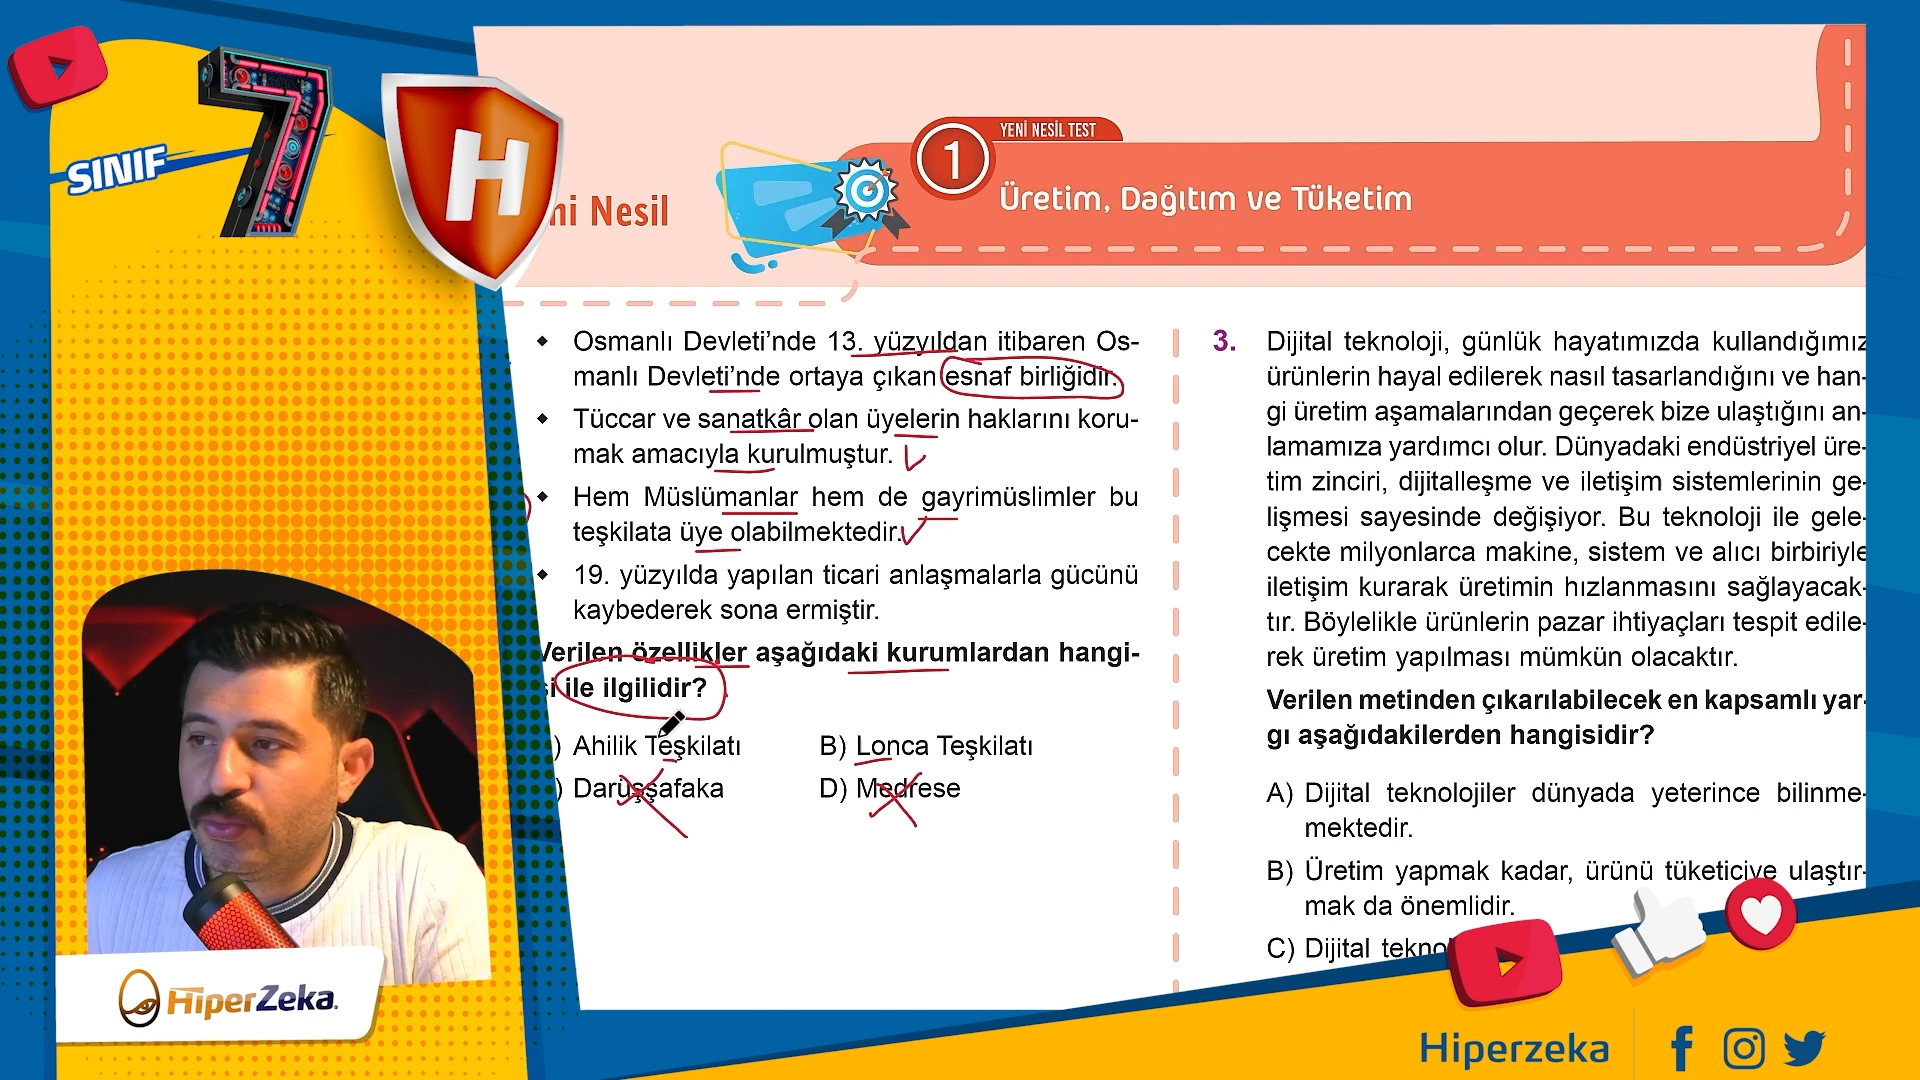 7
SINIF
H
ni Nesil
1
YENİ NESİL TEST
Üretim, Dağıtım ve Tüketim
Osmanlı Devleti’nde 13. yüzyıldan itibaren Os-
manlı Devleti’nde ortaya çıkan esnaf birliğidir.
Tüccar ve sanatkâr olan üyelerin haklarını koru-
mak amacıyla kurulmuştur.
Hem Müslümanlar hem de gayrimüslimler bu
teşkilata üye olabilmektedir.
19. yüzyılda yapılan ticari anlaşmalarla gücünü
kaybederek sona ermiştir.
Verilen özellikler aşağıdaki kurumlardan hangi-
si ile ilgilidir?
) Ahilik Teşkilatı B) Lonca Teşkilatı
) Darüşşafaka D) Medrese
3. Dijital teknoloji, günlük hayatımızda kullandığımız
ürünlerin hayal edilerek nasıl tasarlandığını ve han-
gi üretim aşamalarından geçerek bize ulaştığını an-
lamamıza yardımcı olur. Dünyadaki endüstriyel üre-
tim zinciri, dijitalleşme ve iletişim sistemlerinin ge-
lişmesi sayesinde değişiyor. Bu teknoloji ile gele-
cekte milyonlarca makine, sistem ve alıcı birbiriyle
iletişim kurarak üretimin hızlanmasını sağlayacak-
tır. Böylelikle ürünlerin pazar ihtiyaçları tespit edile-
rek üretim yapılması mümkün olacaktır.
Verilen metinden çıkarılabilecek en kapsamlı yar-
gı aşağıdakilerden hangisidir?
A) Dijital teknolojiler dünyada yeterince bilinme-
mektedir.
B) Üretim yapmak kadar, ürünü tüketiciye ulaştır-
mak da önemlidir.
C) Dijital tekno
HiperZeka.
Hiperzeka